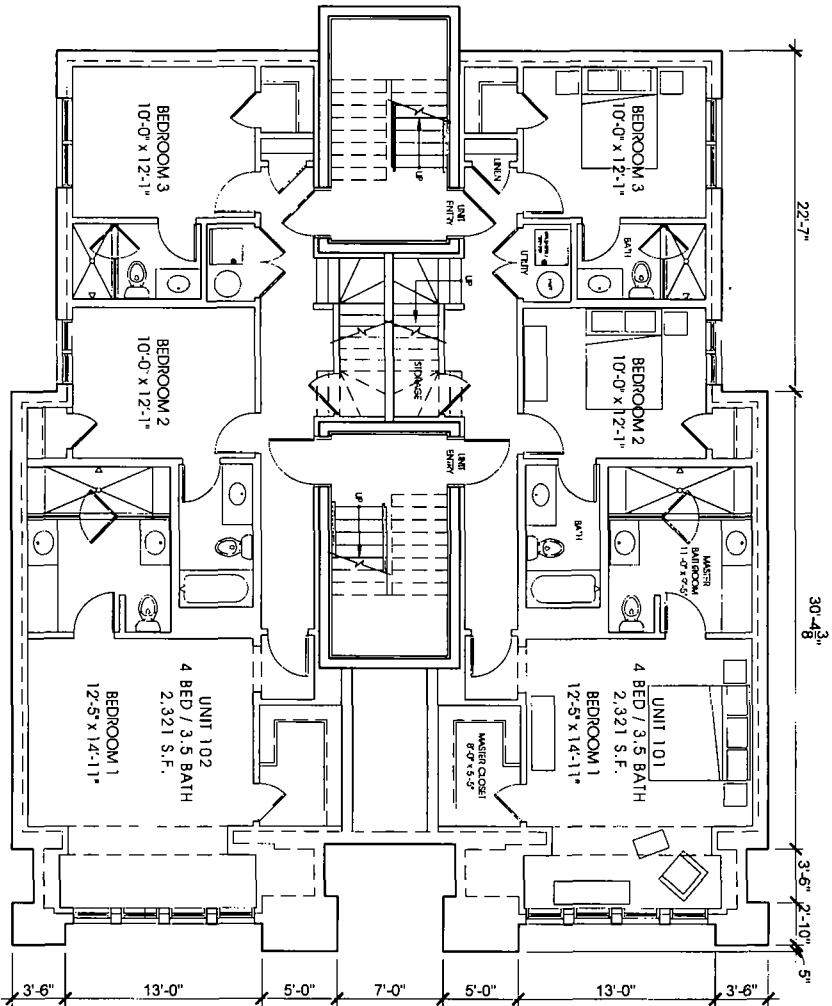 BEDROOM 3
10'-0" x 12'-1"
UP
UNIT
ENTRY
LINEN
BEDROOM 3
10'-0" x 12'-1"
22'-7"
UTILITY
BATH
UP
BEDROOM 2
10'-0" x 12'-1"
STORAGE
BEDROOM 2
10'-0" x 12'-1"
UNIT
ENTRY
UP
BATH
MASTER
BATHROOM
30'-4 3/8"
UNIT 102
4 BED / 3.5 BATH
2,321 S.F.
BEDROOM 1
12'-5" x 14'-11"
MASTER CLOSET
UNIT 101
4 BED / 3.5 BATH
2,321 S.F.
BEDROOM 1
12'-5" x 14'-11"
3'-6"
2'-10"
5"
3'-6"
13'-0"
5'-0"
7'-0"
5'-0"
13'-0"
3'-6"